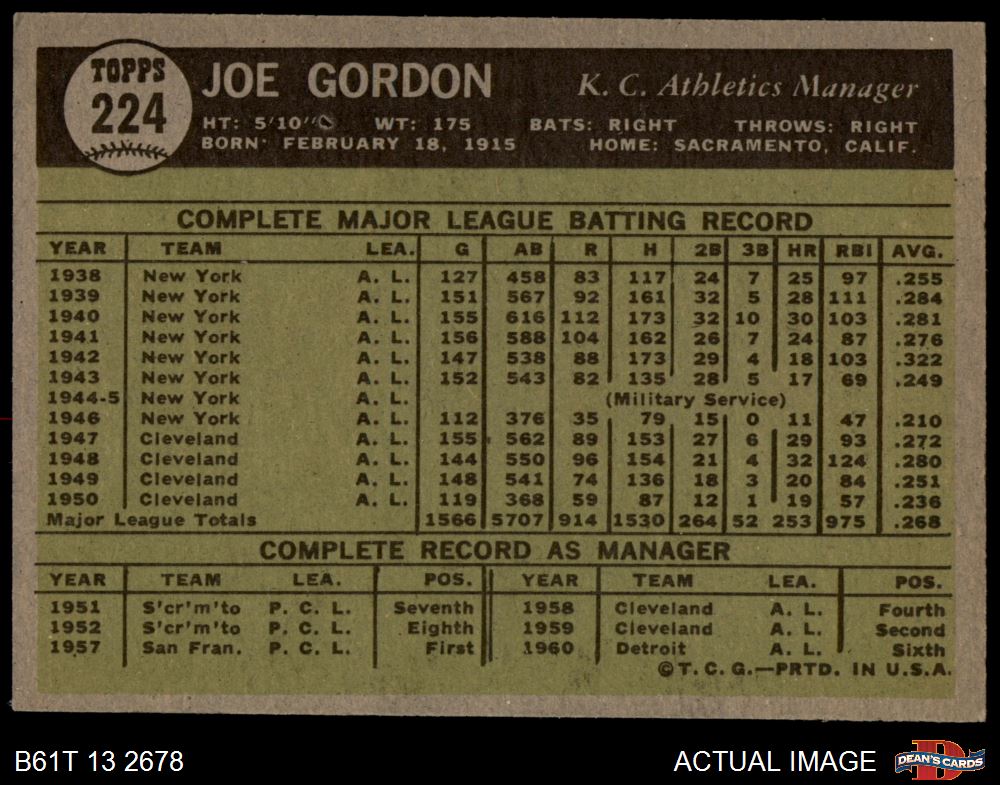 TOPPS
224
JOE GORDON K. C. Athletics Manager
HT: 5'10" WT: 175 BATS: RIGHT THROWS: RIGHT
BORN: FEBRUARY 18, 1915 HOME: SACRAMENTO, CALIF.
COMPLETE MAJOR LEAGUE BATTING RECORD
YEAR TEAM LEA. G AB R H 2B 3B HR RBI AVG.
1938 New York A. L. 127 458 83 117 24 7 25 97 .255
1939 New York A. L. 151 567 92 161 32 5 28 111 .284
1940 New York A. L. 155 616 112 173 32 10 30 103 .281
1941 New York A. L. 156 588 104 162 26 7 24 87 .276
1942 New York A. L. 147 538 88 173 29 4 18 103 .322
1943 New York A. L. 152 543 82 135 28 5 17 69 .249
1944-5 New York A. L. (Military Service)
1946 New York A. L. 112 376 35 79 15 0 11 47 .210
1947 Cleveland A. L. 155 562 89 153 27 6 29 93 .272
1948 Cleveland A. L. 144 550 96 154 21 4 32 124 .280
1949 Cleveland A. L. 148 541 74 136 18 3 20 84 .251
1950 Cleveland A. L. 119 368 59 87 12 1 19 57 .236
Major League Totals 1566 5707 914 1530 264 52 253 975 .268
COMPLETE RECORD AS MANAGER
YEAR TEAM LEA. POS. YEAR TEAM LEA. POS.
1951 S'cr'm'to P. C. L. Seventh 1958 Cleveland A. L. Fourth
1952 S'cr'm'to P. C. L. Eighth 1959 Cleveland A. L. Second
1957 San Fran. P. C. L. First 1960 Detroit A. L. Sixth
© T. C. G.—PRTD. IN U.S.A.
B61T 13 2678 ACTUAL IMAGE DEAN'S CARDS